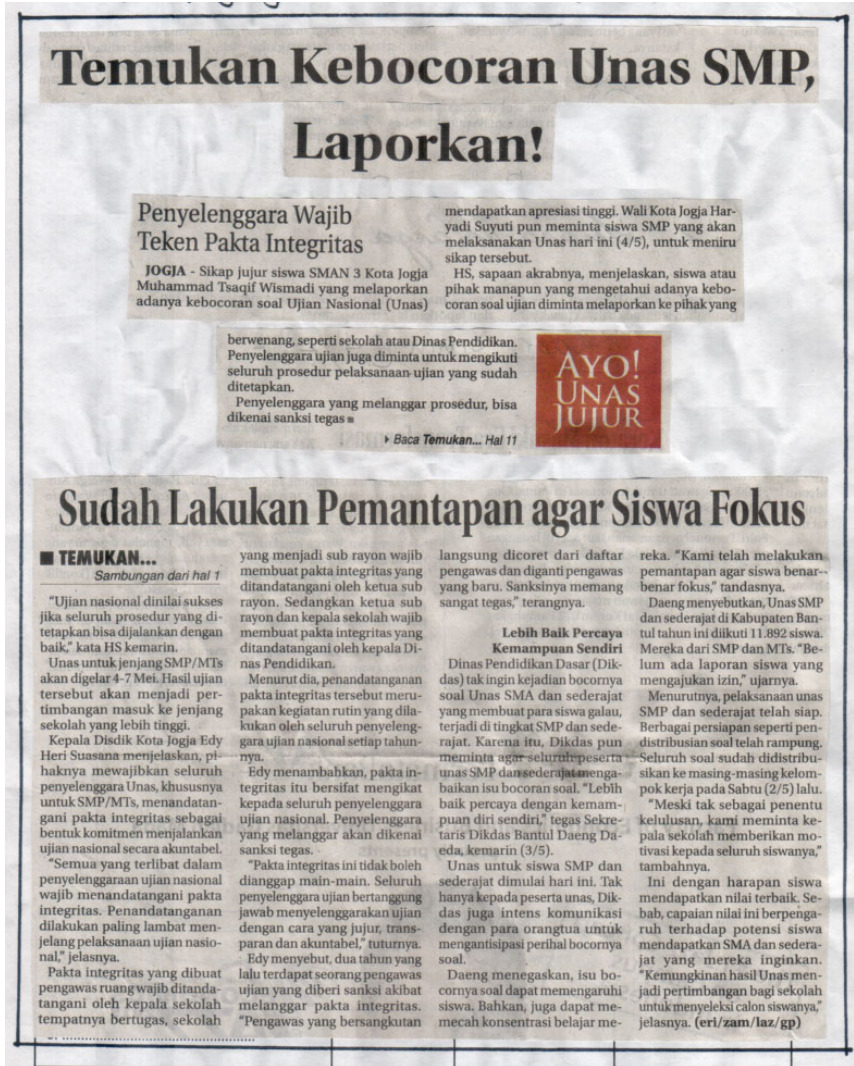 Temukan Kebocoran Unas SMP,
Laporkan!
Penyelenggara Wajib
Teken Pakta Integritas
JOGJA - Sikap jujur siswa SMAN 3 Kota Jogja
Muhammad Tsaqif Wismadi yang melaporkan
adanya kebocoran soal Ujian Nasional (Unas)
mendapatkan apresiasi tinggi. Wali Kota Jogja Har-
yadi Suyuti pun meminta siswa SMP yang akan
melaksanakan Unas hari ini (4/5), untuk meniru
sikap tersebut.
HS, sapaan akrabnya, menjelaskan, siswa atau
pihak manapun yang mengetahui adanya kebo-
coran soal ujian diminta melaporkan ke pihak yang
berwenang, seperti sekolah atau Dinas Pendidikan.
Penyelenggara ujian juga diminta untuk mengikuti
seluruh prosedur pelaksanaan ujian yang sudah
ditetapkan.
Penyelenggara yang melanggar prosedur, bisa
dikenai sanksi tegas
Baca Temukan... Hal 11
AYO!
UNAS
JUJUR
Sudah Lakukan Pemantapan agar Siswa Fokus
TEMUKAN...
Sambungan dari hal 1
"Ujian nasional dinilai sukses
jika seluruh prosedur yang di-
tetapkan bisa dijalankan dengan
baik," kata HS kemarin.
Unas untuk jenjang SMP/MTs
akan digelar 4-7 Mei. Hasil ujian
tersebut akan menjadi per-
timbangan masuk ke jenjang
sekolah yang lebih tinggi.
Kepala Disdik Kota Jogja Edy
Heri Suasana menjelaskan, pi-
haknya mewajibkan seluruh
penyelenggara Unas, khususnya
untuk SMP/MTs, menandatan-
gani pakta integritas sebagai
bentuk komitmen menjalankan
ujian nasional secara akuntabel.
"Semua yang terlibat dalam
penyelenggaraan ujian nasional
wajib menandatangani pakta
integritas. Penandatanganan
dilakukan paling lambat men-
jelang pelaksanaan ujian nasio-
nal," jelasnya.
Pakta integritas yang dibuat
pengawas ruang wajib ditanda-
tangani oleh kepala sekolah
tempatnya bertugas, sekolah
yang menjadi sub rayon wajib
membuat pakta integritas yang
ditandatangani oleh ketua sub
rayon. Sedangkan ketua sub
rayon dan kepala sekolah wajib
membuat pakta integritas yang
ditandatangani oleh kepala Di-
nas Pendidikan.
Menurut dia, penandatanganan
pakta integritas tersebut meru-
pakan kegiatan rutin yang dila-
kukan oleh seluruh penyeleng-
gara ujian nasional setiap tahun-
nya.
Edy menambahkan, pakta in-
tegritas itu bersifat mengikat
kepada seluruh penyelenggara
ujian nasional. Penyelenggara
yang melanggar akan dikenai
sanksi tegas.
"Pakta integritas ini tidak boleh
dianggap main-main. Seluruh
penyelenggara ujian bertanggung
jawab menyelenggarakan ujian
dengan cara yang jujur, trans-
paran dan akuntabel," tuturnya.
Edy menyebut, dua tahun yang
lalu terdapat seorang pengawas
ujian yang diberi sanksi akibat
melanggar pakta integritas.
"Pengawas yang bersangkutan
langsung dicoret dari daftar
pengawas dan diganti pengawas
yang baru. Sanksinya memang
sangat tegas," terangnya.
Lebih Baik Percaya
Kemampuan Sendiri
Dinas Pendidikan Dasar (Dik-
das) tak ingin kejadian bocornya
soal Unas SMA dan sederajat
yang membuat para siswa galau,
terjadi di tingkat SMP dan sede-
rajat. Karena itu, Dikdas pun
meminta agar seluruh peserta
unas SMP dan sederajat menga-
baikan isu bocoran soal. "Lebih
baik percaya dengan kemam-
puan diri sendiri," tegas Sekre-
taris Dikdas Bantul Daeng Da-
eda, kemarin (3/5).
Unas untuk siswa SMP dan
sederajat dimulai hari ini. Tak
hanya kepada peserta unas, Dik-
das juga intens komunikasi
dengan para orangtua untuk
mengantisipasi perihal bocornya
soal.
Daeng menegaskan, isu bo-
cornya soal dapat memengaruhi
siswa. Bahkan, juga dapat me-
mecah konsentrasi belajar me-
reka. "Kami telah melakukan
pemantapan agar siswa benar--
benar fokus," tandasnya.
Daeng menyebutkan, Unas SMP
dan sederajat di Kabupaten Ban-
tul tahun ini diikuti 11.892 siswa.
Mereka dari SMP dan MTs. "Be-
lum ada laporan siswa yang
mengajukan izin," ujarnya.
Menurutnya, pelaksanaan unas
SMP dan sederajat telah siap.
Berbagai persiapan seperti pen-
distribusian soal telah rampung.
Seluruh soal sudah didistribu-
sikan ke masing-masing kelom-
pok kerja pada Sabtu (2/5) lalu.
"Meski tak sebagai penentu
kelulusan, kami meminta ke-
pala sekolah memberikan mo-
tivasi kepada seluruh siswanya,"
tambahnya.
Ini dengan harapan siswa
mendapatkan nilai terbaik. Se-
bab, capaian nilai ini berpenga-
ruh terhadap potensi siswa
mendapatkan SMA dan sedera-
jat yang mereka inginkan.
"Kemungkinan hasil Unas men-
jadi pertimbangan bagi sekolah
untuk menyeleksi calon siswanya,"
jelasnya. (eri/zam/laz/gp)